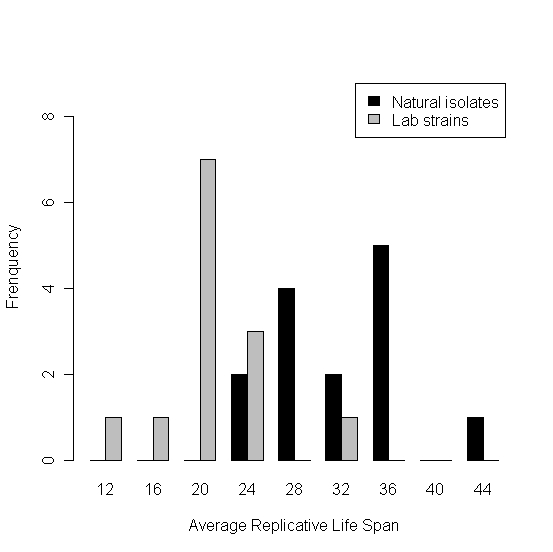 Natural isolates
Lab strains
8
6
4
2
0
Frenquency
12 16 20 24 28 32 36 40 44
Average Replicative Life Span